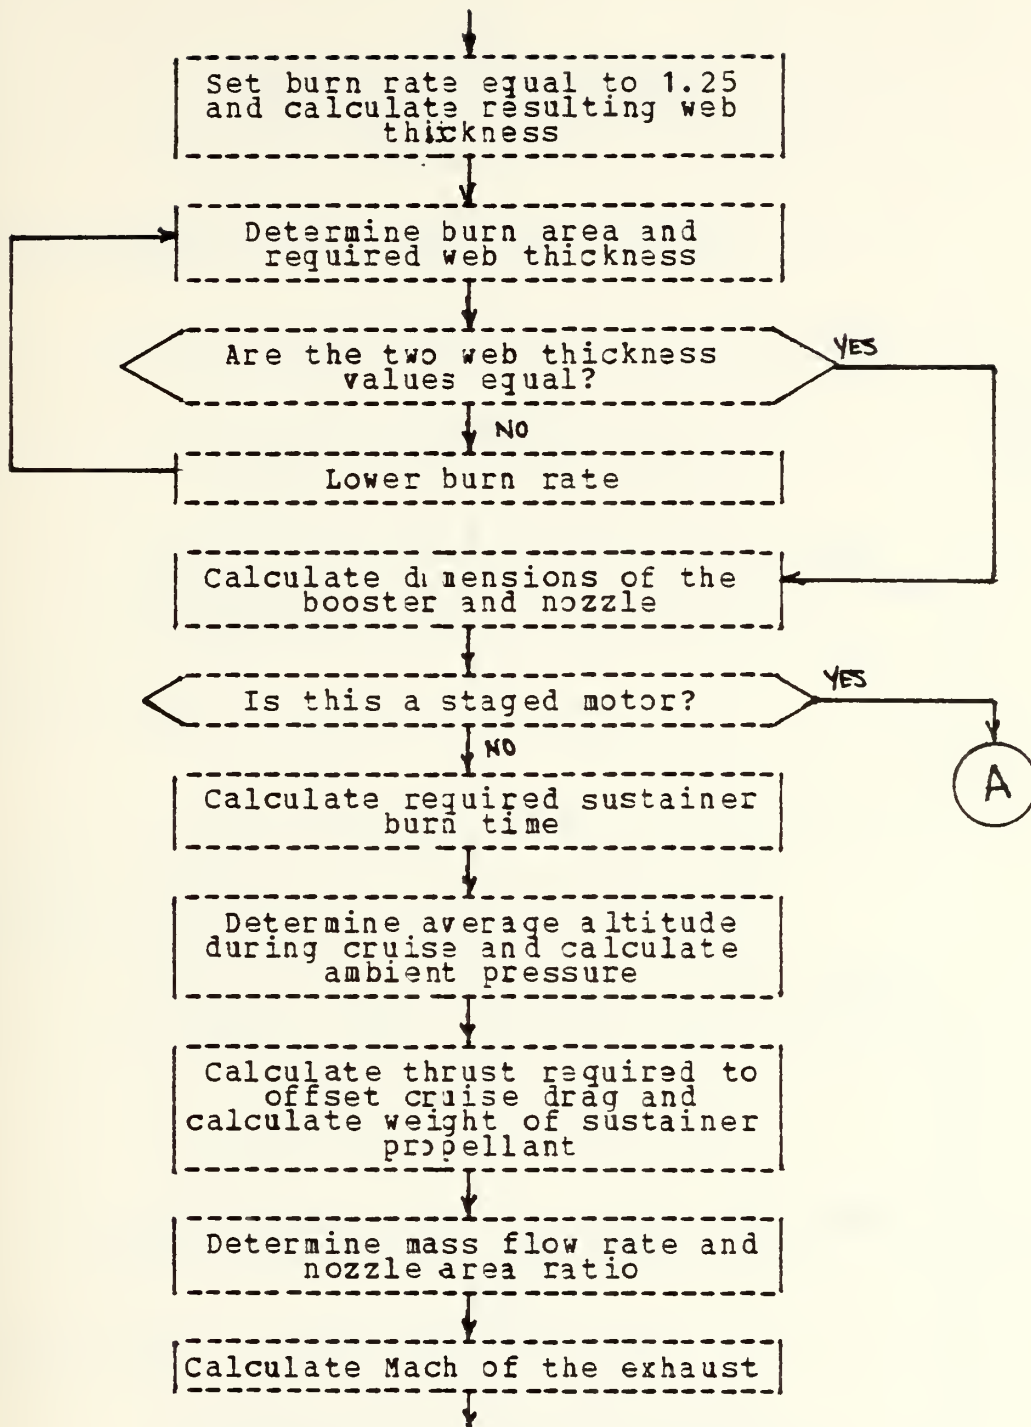 Set burn rate equal to 1.25
and calculate resulting web
thickness
Determine burn area and
required web thickness
Are the two web thickness
values equal?
YES
NO
Lower burn rate
Calculate dimensions of the
booster and nozzle
Is this a staged motor?
YES
NO
A
Calculate required sustainer
burn time
Determine average altitude
during cruise and calculate
ambient pressure
Calculate thrust required to
offset cruise drag and
calculate weight of sustainer
propellant
Determine mass flow rate and
nozzle area ratio
Calculate Mach of the exhaust